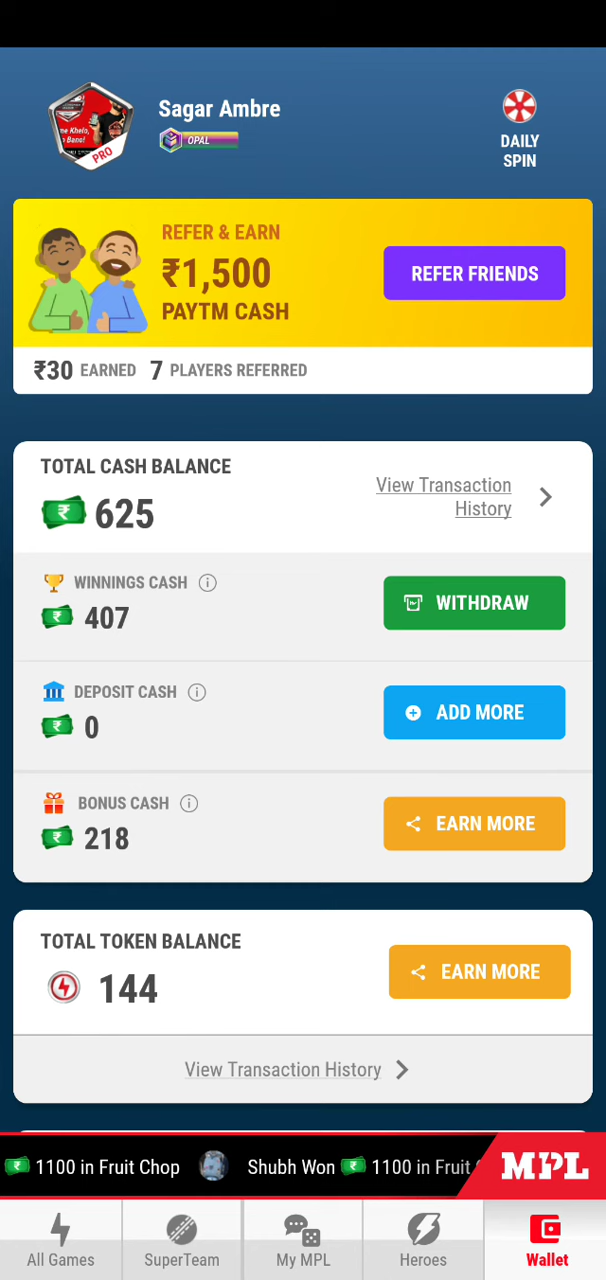 Sagar Ambre
PRO
OPAL
DAILY
SPIN
REFER & EARN
₹1,500
PAYTM CASH
REFER FRIENDS
₹30 EARNED 7 PLAYERS REFERRED
TOTAL CASH BALANCE
625
View Transaction
History
WINNINGS CASH
407
WITHDRAW
DEPOSIT CASH
0
ADD MORE
BONUS CASH
218
EARN MORE
TOTAL TOKEN BALANCE
144
EARN MORE
View Transaction History
1100 in Fruit Chop Shubh Won 1100 in Fruit
MPL
All Games
SuperTeam
My MPL
Heroes
Wallet